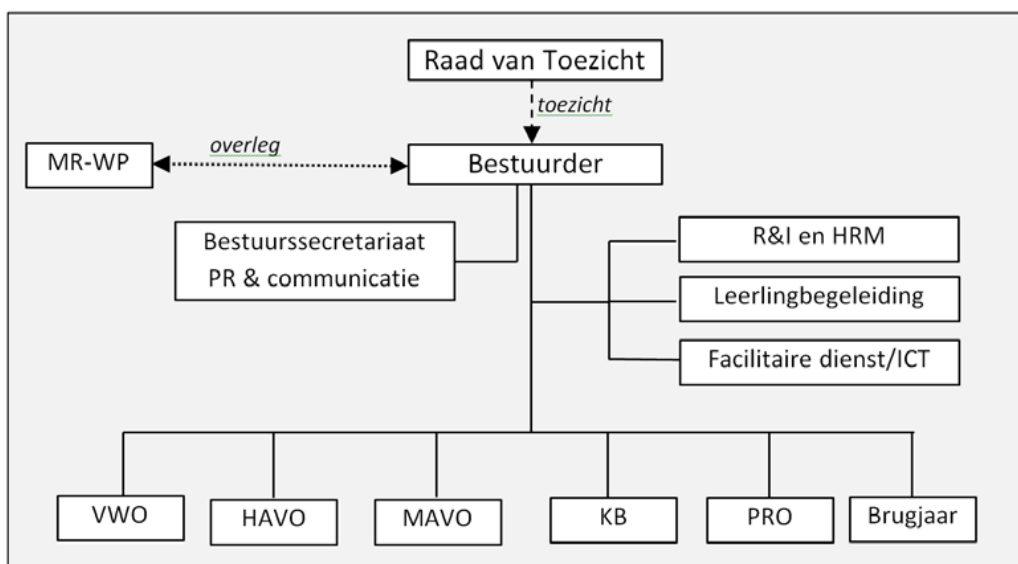 Raad van Toezicht
toezicht
overleg
MR-WP
Bestuurder
Bestuurssecretariaat
PR & communicatie
R&I en HRM
Leerlingbegeleiding
Facilitaire dienst/ICT
VWO
HAVO
MAVO
KB
PRO
Brugjaar